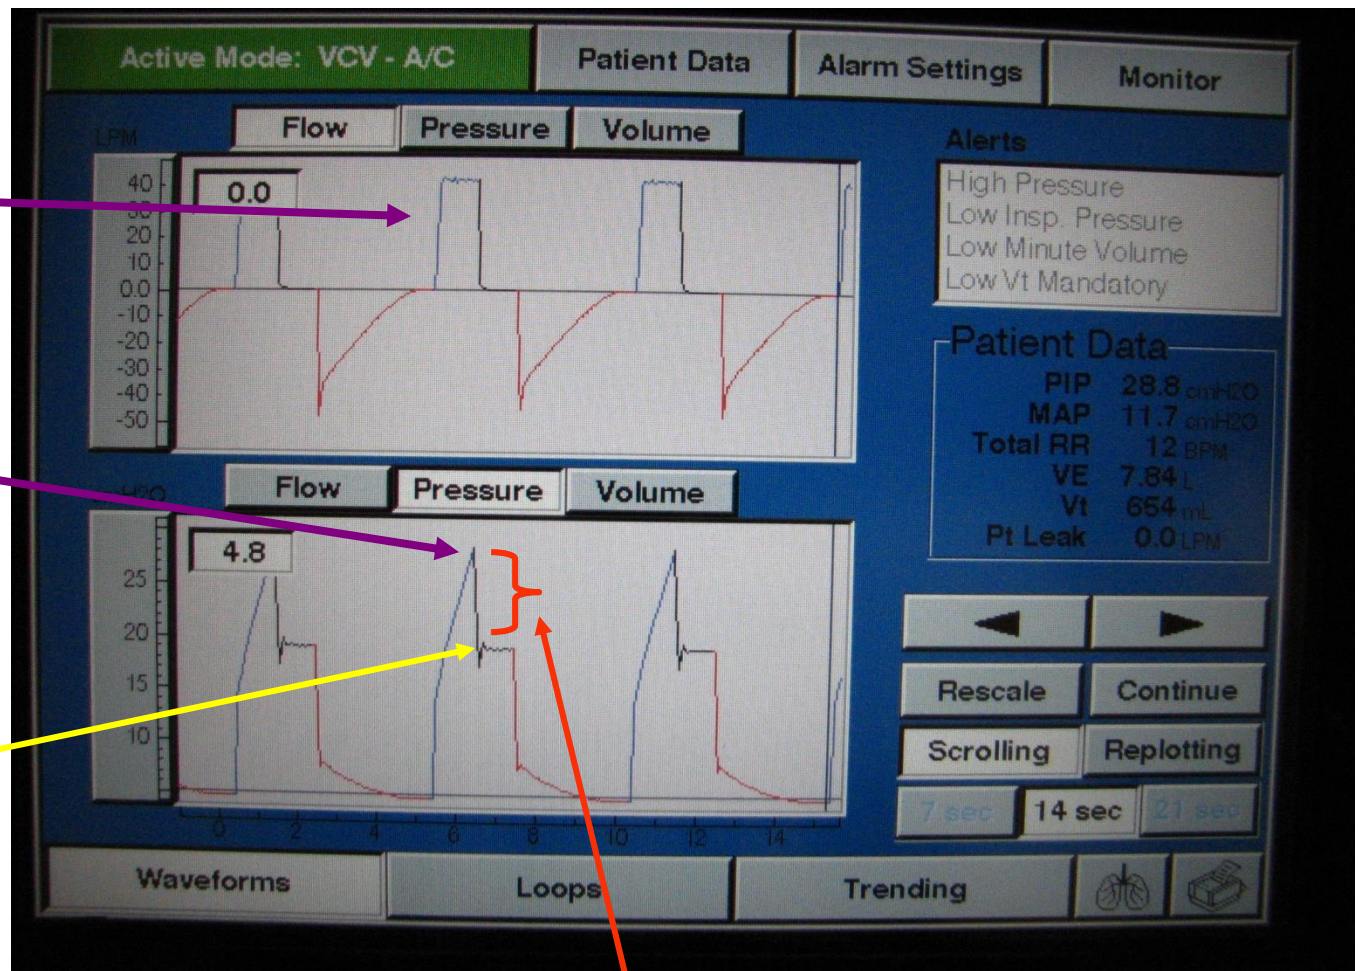 Active Mode: VCV - A/C
Patient Data
Alarm Settings
Monitor
LPM
Flow
Pressure
Volume
40
30
20
10
0.0
-10
-20
-30
-40
-50
0.0
Alerts
High Pressure
Low Insp. Pressure
Low Minute Volume
Low Vt Mandatory
Patient Data
PIP 28.8 cmH2O
MAP 11.7 cmH2O
Total RR 12 BPM
VE 7.84 L
Vt 654 mL
Pt Leak 0.0 LPM
cmH2O
Flow
Pressure
Volume
25
20
15
10
4.8
0 2 4 6 8 10 12 14
Rescale
Continue
Scrolling
Replotting
7 sec
14 sec
21 sec
Waveforms
Loops
Trending